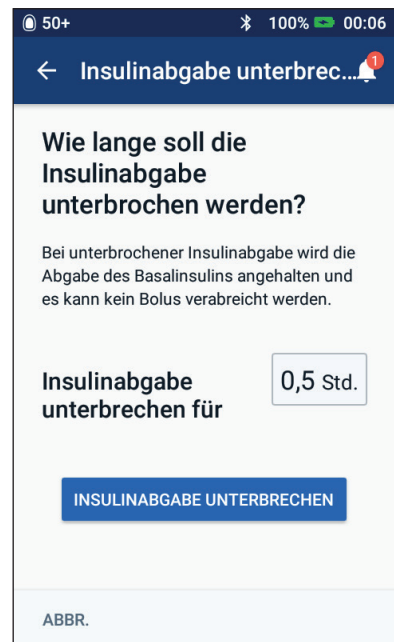 50+ 100% 00:06
Insulinabgabe unterbrec... 1
Wie lange soll die
Insulinabgabe
unterbrochen werden?
Bei unterbrochener Insulinabgabe wird die
Abgabe des Basalinsulins angehalten und
es kann kein Bolus verabreicht werden.
Insulinabgabe
unterbrechen für
0,5 Std.
INSULINABGABE UNTERBRECHEN
ABBR.